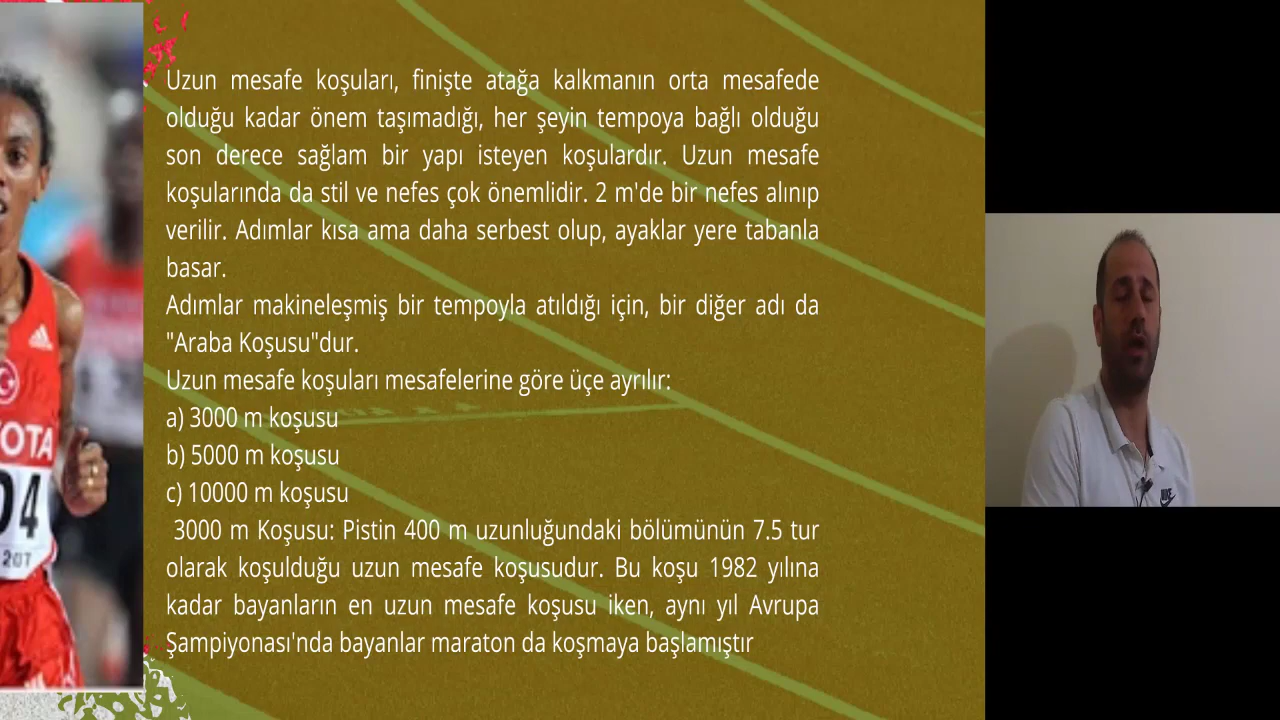 Uzun mesafe koşuları, finişte atağa kalkmanın orta mesafede
olduğu kadar önem taşımadığı, her şeyin tempoya bağlı olduğu
son derece sağlam bir yapı isteyen koşulardır. Uzun mesafe
koşularında da stil ve nefes çok önemlidir. 2 m'de bir nefes alınıp
verilir. Adımlar kısa ama daha serbest olup, ayaklar yere tabanla
basar.
Adımlar makineleşmiş bir tempoyla atıldığı için, bir diğer adı da
"Araba Koşusu"dur.
Uzun mesafe koşuları mesafelerine göre üçe ayrılır:
a) 3000 m koşusu
b) 5000 m koşusu
c) 10000 m koşusu
3000 m Koşusu: Pistin 400 m uzunluğundaki bölümünün 7.5 tur
olarak koşulduğu uzun mesafe koşusudur. Bu koşu 1982 yılına
kadar bayanların en uzun mesafe koşusu iken, aynı yıl Avrupa
Şampiyonası'nda bayanlar maraton da koşmaya başlamıştır
YOTA
04
207